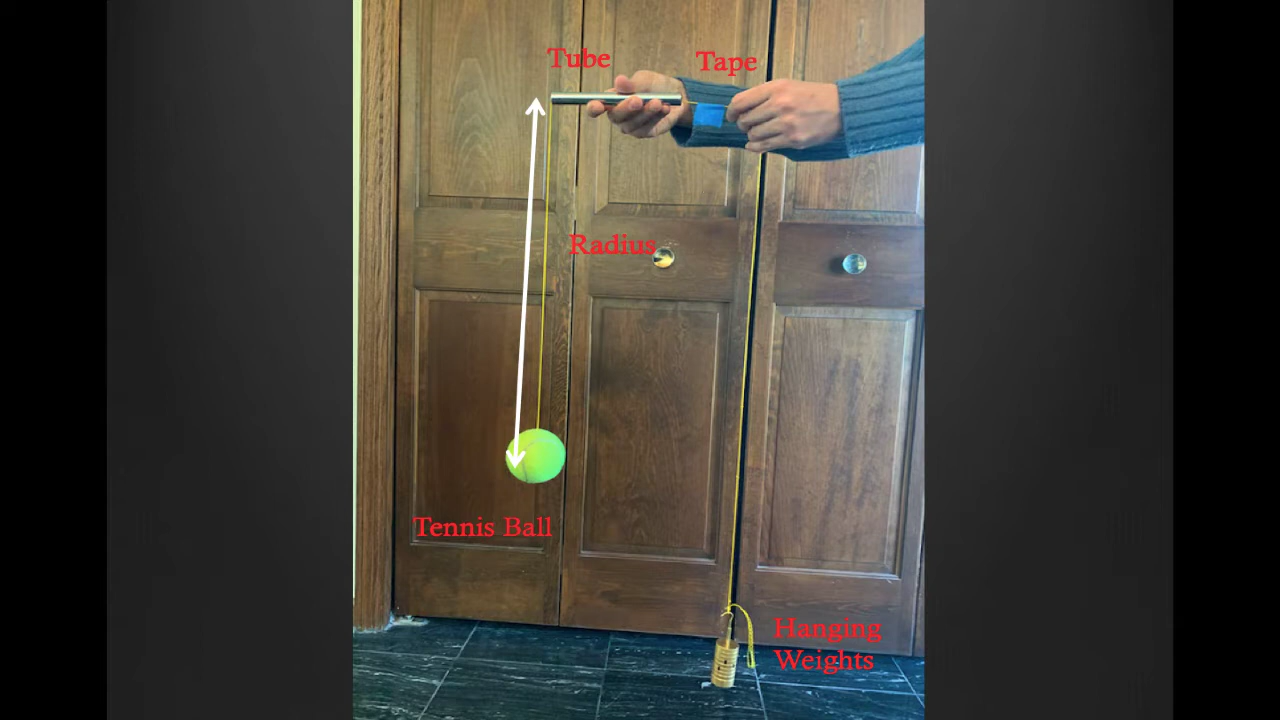 Tube
Tape
Radius
Tennis Ball
Hanging
Weights